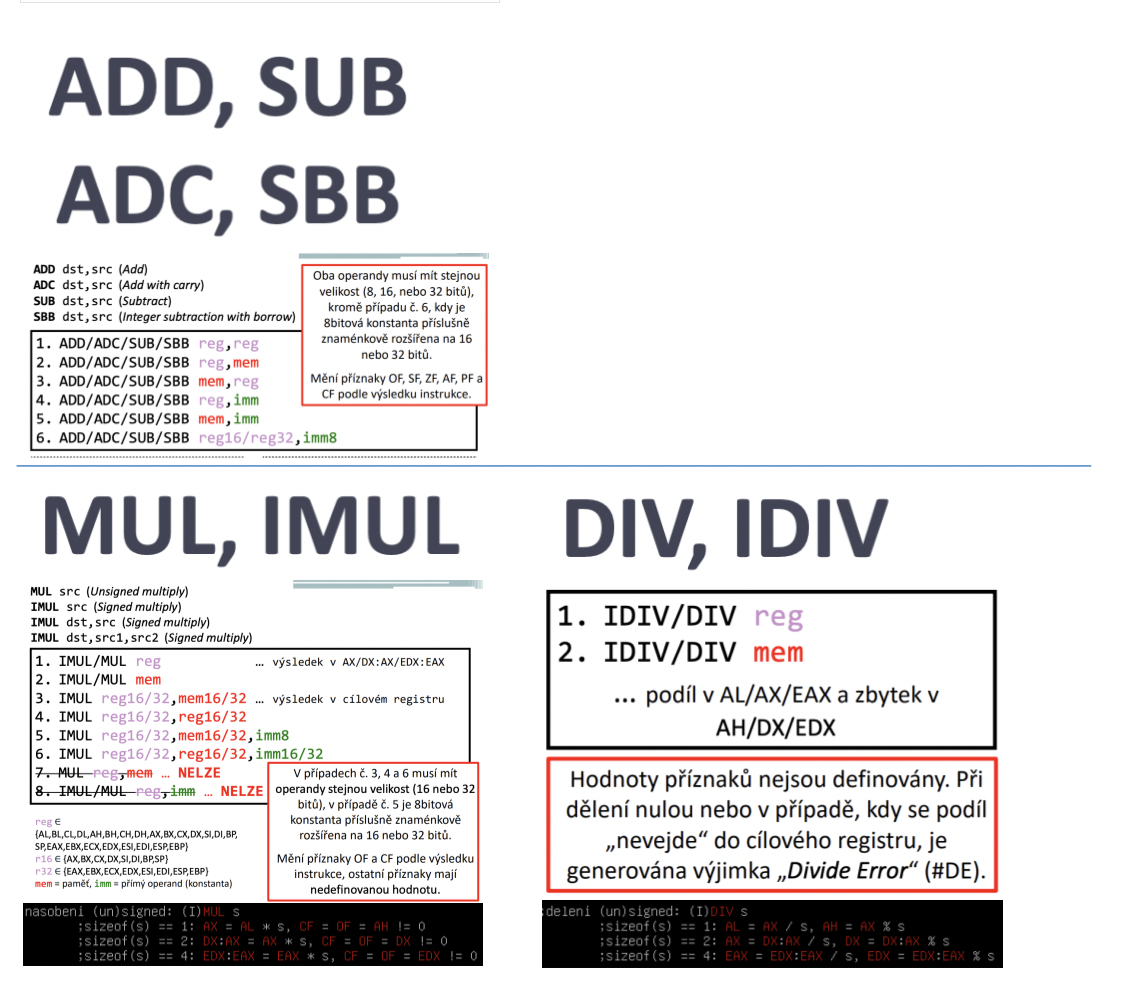 ADD, SUB
ADC, SBB
ADD dst,src (Add)
ADC dst,src (Add with carry)
SUB dst,src (Subtract)
SBB dst,src (Integer subtraction with borrow)
1. ADD/ADC/SUB/SBB reg,reg
2. ADD/ADC/SUB/SBB reg,mem
3. ADD/ADC/SUB/SBB mem,reg
4. ADD/ADC/SUB/SBB reg,imm
5. ADD/ADC/SUB/SBB mem,imm
6. ADD/ADC/SUB/SBB reg16/reg32,imm8
Oba operandy musí mít stejnou
velikost (8, 16, nebo 32 bitů),
kromě případu č. 6, kdy je
8bitová konstanta příslušně
znaménkově rozšířena na 16
nebo 32 bitů.
Mění příznaky OF, SF, ZF, AF, PF a
CF podle výsledku instrukce.
MUL, IMUL
MUL src (Unsigned multiply)
IMUL src (Signed multiply)
IMUL dst,src (Signed multiply)
IMUL dst,src1,src2 (Signed multiply)
1. IMUL/MUL reg … výsledek v AX/DX:AX/EDX:EAX
2. IMUL/MUL mem
3. IMUL reg16/32,mem16/32 … výsledek v cílovém registru
4. IMUL reg16/32,reg16/32
5. IMUL reg16/32,mem16/32,imm8
6. IMUL reg16/32,reg16/32,imm16/32
7. MUL reg,mem … NELZE
8. IMUL/MUL reg,imm … NELZE
V případech č. 3, 4 a 6 musí mít
operandy stejnou velikost (16 nebo 32
bitů), v případě č. 5 je 8bitová
konstanta příslušně znaménkově
rozšířena na 16 nebo 32 bitů.
Mění příznaky OF a CF podle výsledku
instrukce, ostatní příznaky mají
nedefinovanou hodnotu.
reg ∈
{AL,BL,CL,DL,AH,BH,CH,DH,AX,BX,CX,DX,SI,DI,BP,
SP,EAX,EBX,ECX,EDX,ESI,EDI,ESP,EBP}
r16 ∈ {AX,BX,CX,DX,SI,DI,BP,SP}
r32 ∈ {EAX,EBX,ECX,EDX,ESI,EDI,ESP,EBP}
mem = paměť, imm = přímý operand (konstanta)
nasobeni (un)signed: (I)MUL s
;sizeof(s) == 1: AX = AL * s, CF = OF = AH != 0
;sizeof(s) == 2: DX:AX = AX * s, CF = OF = DX != 0
;sizeof(s) == 4: EDX:EAX = EAX * s, CF = OF = EDX != 0
DIV, IDIV
1. IDIV/DIV reg
2. IDIV/DIV mem
... podíl v AL/AX/EAX a zbytek v
AH/DX/EDX
Hodnoty příznaků nejsou definovány. Při
dělení nulou nebo v případě, kdy se podíl
„nevejde“ do cílového registru, je
generována výjimka „Divide Error“ (#DE).
;deleni (un)signed: (I)DIV s
;sizeof(s) == 1: AL = AX / s, AH = AX % s
;sizeof(s) == 2: AX = DX:AX / s, DX = DX:AX % s
;sizeof(s) == 4: EAX = EDX:EAX / s, EDX = EDX:EAX % s